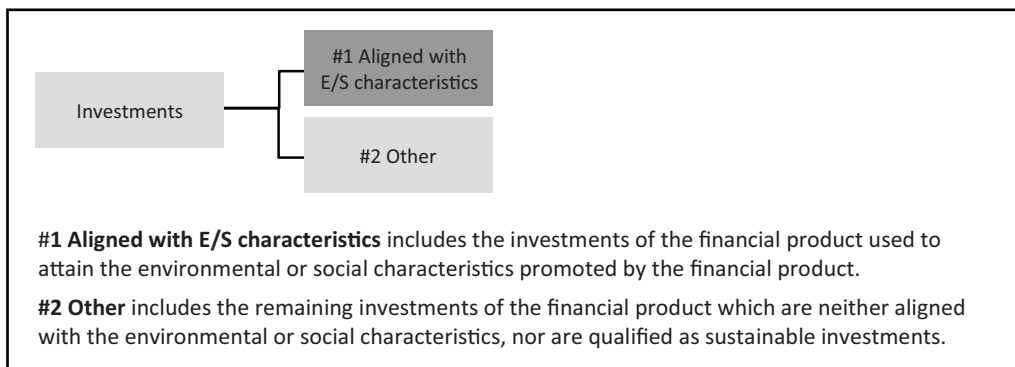 #1 Aligned with
E/S characteristics
Investments
#2 Other
#1 Aligned with E/S characteristics includes the investments of the financial product used to
attain the environmental or social characteristics promoted by the financial product.
#2 Other includes the remaining investments of the financial product which are neither aligned
with the environmental or social characteristics, nor are qualified as sustainable investments.